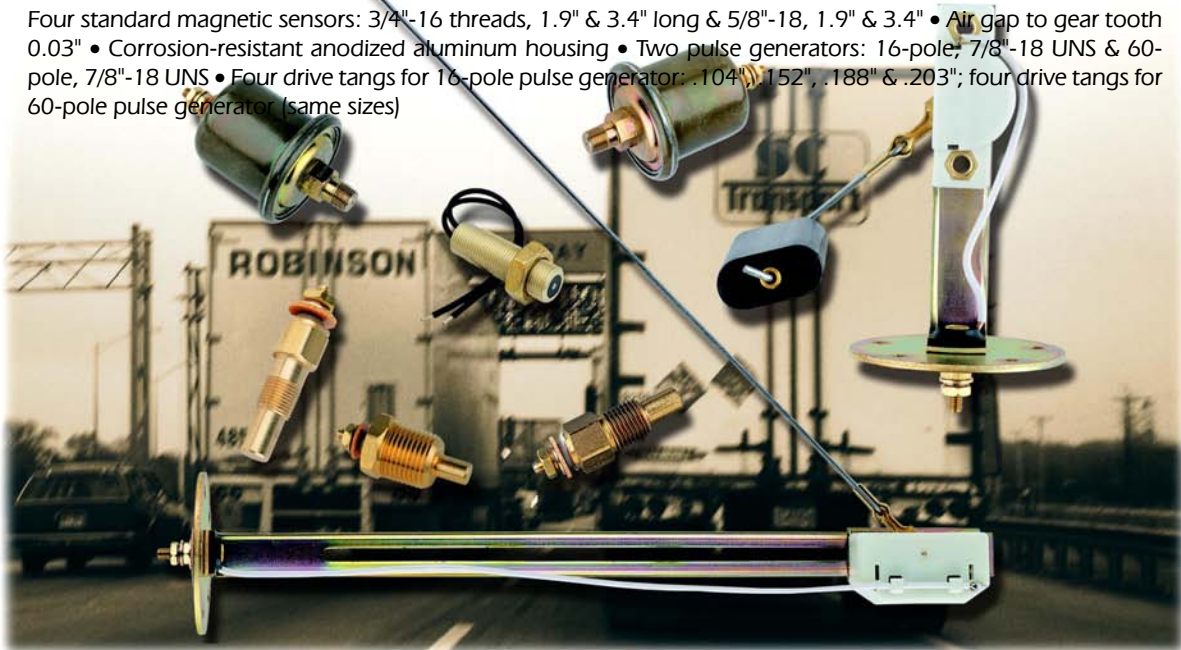 Four standard magnetic sensors: 3/4"-16 threads, 1.9" & 3.4" long & 5/8"-18, 1.9" & 3.4" • Air gap to gear tooth
0.03" • Corrosion-resistant anodized aluminum housing • Two pulse generators: 16-pole, 7/8"-18 UNS & 60-
pole, 7/8"-18 UNS • Four drive tangs for 16-pole pulse generator: .104", .152", .188" & .203"; four drive tangs for
60-pole pulse generator (same sizes)
SC
Transport
ROBINSON